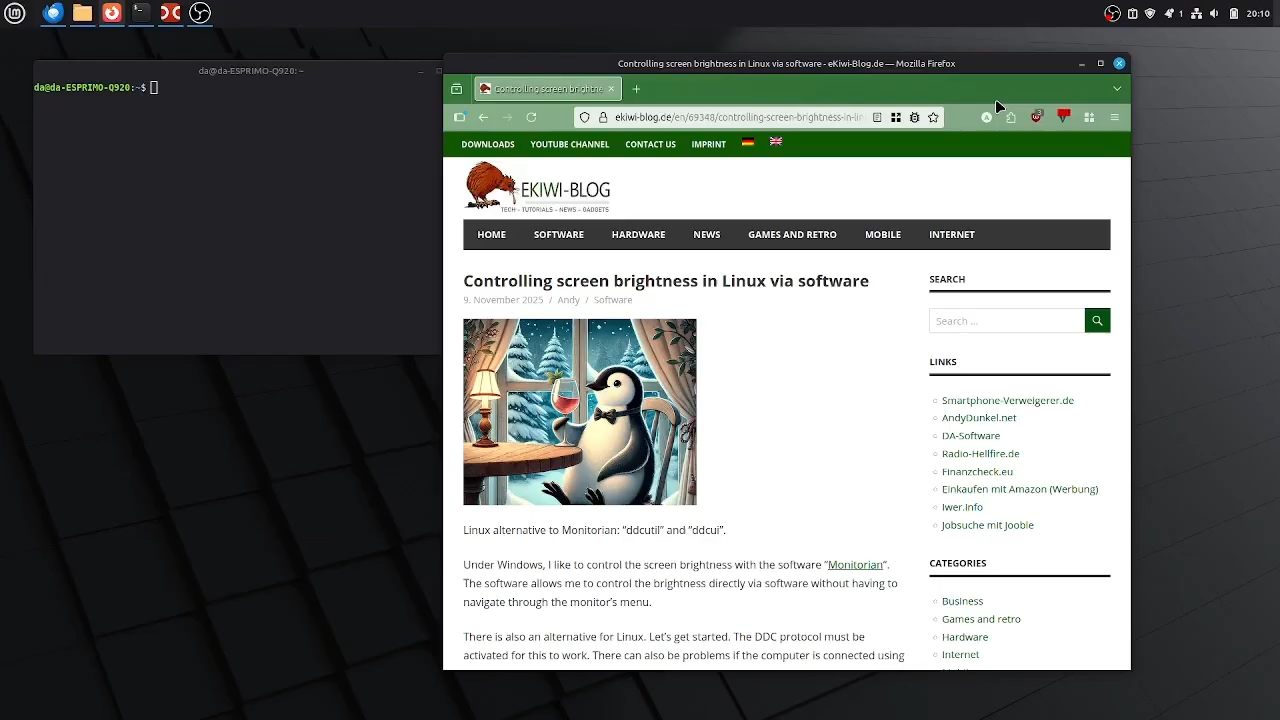 1
20:10
da@da-ESPRIMO-Q920: ~
da@da-ESPRIMO-Q920:~$
Controlling screen brightness in Linux via software - eKiwi-Blog.de — Mozilla Firefox
Controlling screen brightne
ekiwi-blog.de/en/69348/controlling-screen-brightness-in-lin
3
DOWNLOADS YOUTUBE CHANNEL CONTACT US IMPRINT
EKIWI-BLOG
TECH - TUTORIALS - NEWS - GADGETS
HOME SOFTWARE HARDWARE NEWS GAMES AND RETRO MOBILE INTERNET
Controlling screen brightness in Linux via software
9. November 2025 / Andy / Software
Linux alternative to Monitorian: “ddcutil” and “ddcui”.
Under Windows, I like to control the screen brightness with the software “Monitorian”.
The software allows me to control the brightness directly via software without having to
navigate through the monitor’s menu.
There is also an alternative for Linux. Let’s get started. The DDC protocol must be
activated for this to work. There can also be problems if the computer is connected using
SEARCH
Search ...
LINKS
Smartphone-Verweigerer.de
AndyDunkel.net
DA-Software
Radio-Hellfire.de
Finanzcheck.eu
Einkaufen mit Amazon (Werbung)
Iwer.Info
Jobsuche mit Jooble
CATEGORIES
Business
Games and retro
Hardware
Internet